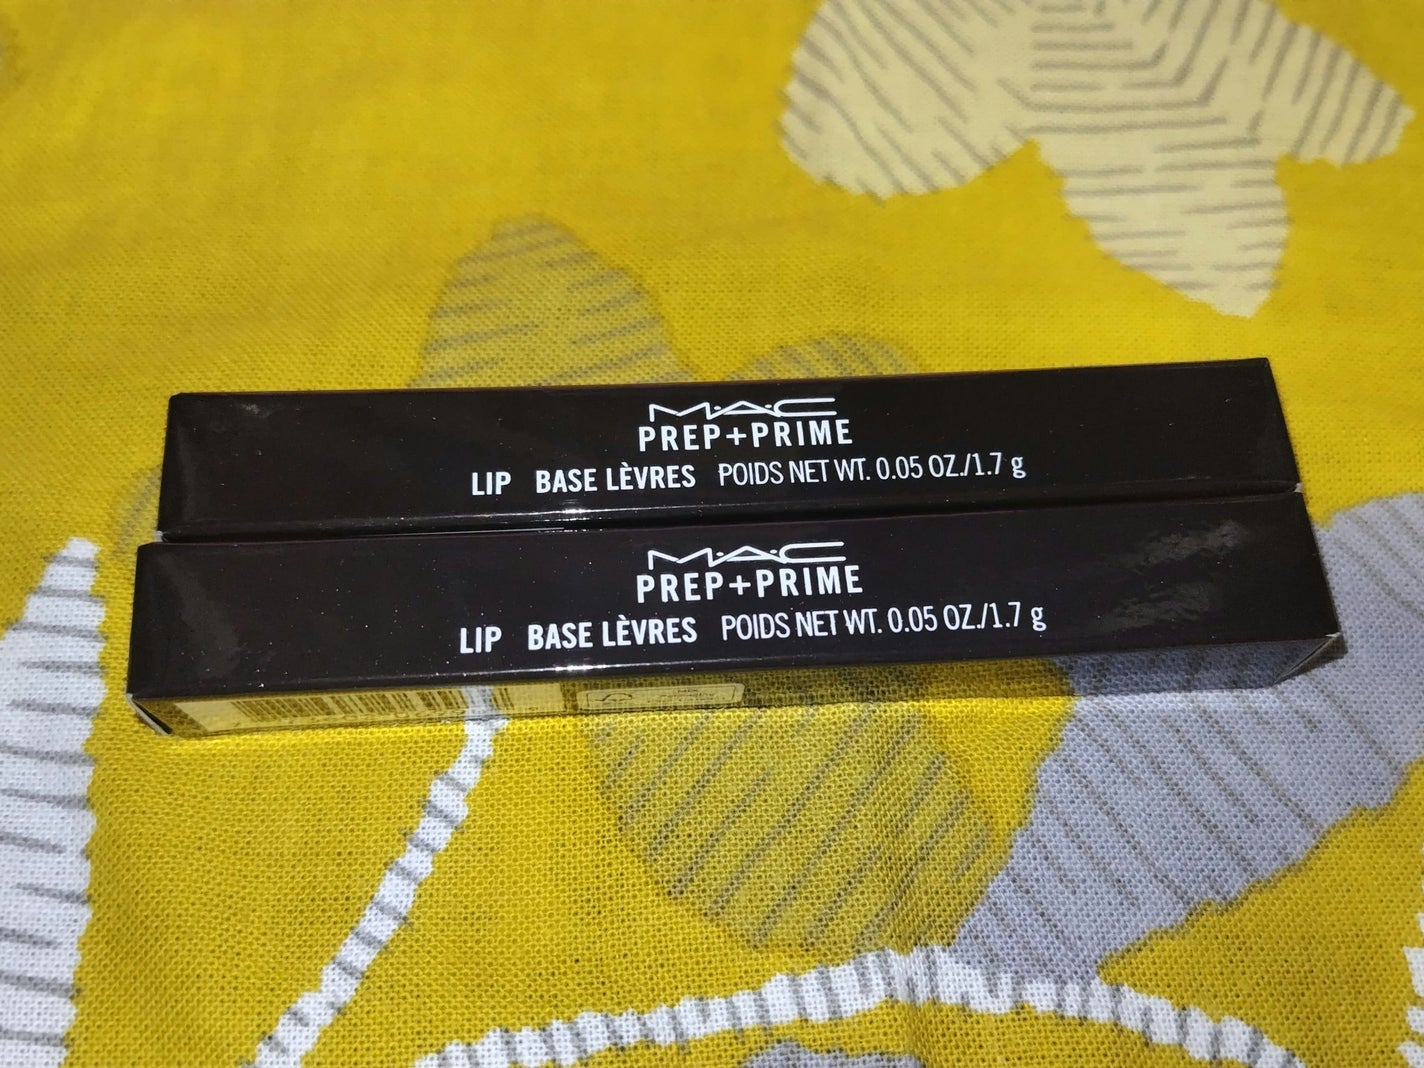 M·A·C
PREP+PRIME
LIP BASE LÈVRES POIDS NET WT. 0.05 OZ./1.7 g
M·A·C
PREP+PRIME
LIP BASE LÈVRES POIDS NET WT. 0.05 OZ./1.7 g